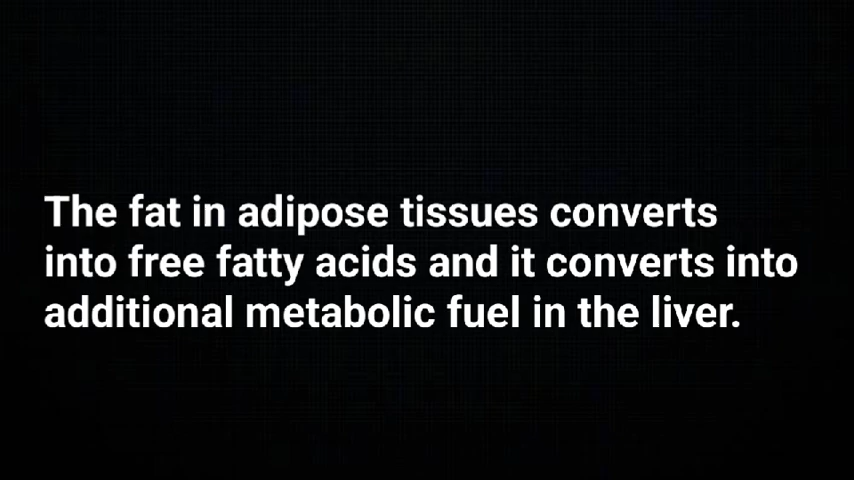 The fat in adipose tissues converts
into free fatty acids and it converts into
additional metabolic fuel in the liver.